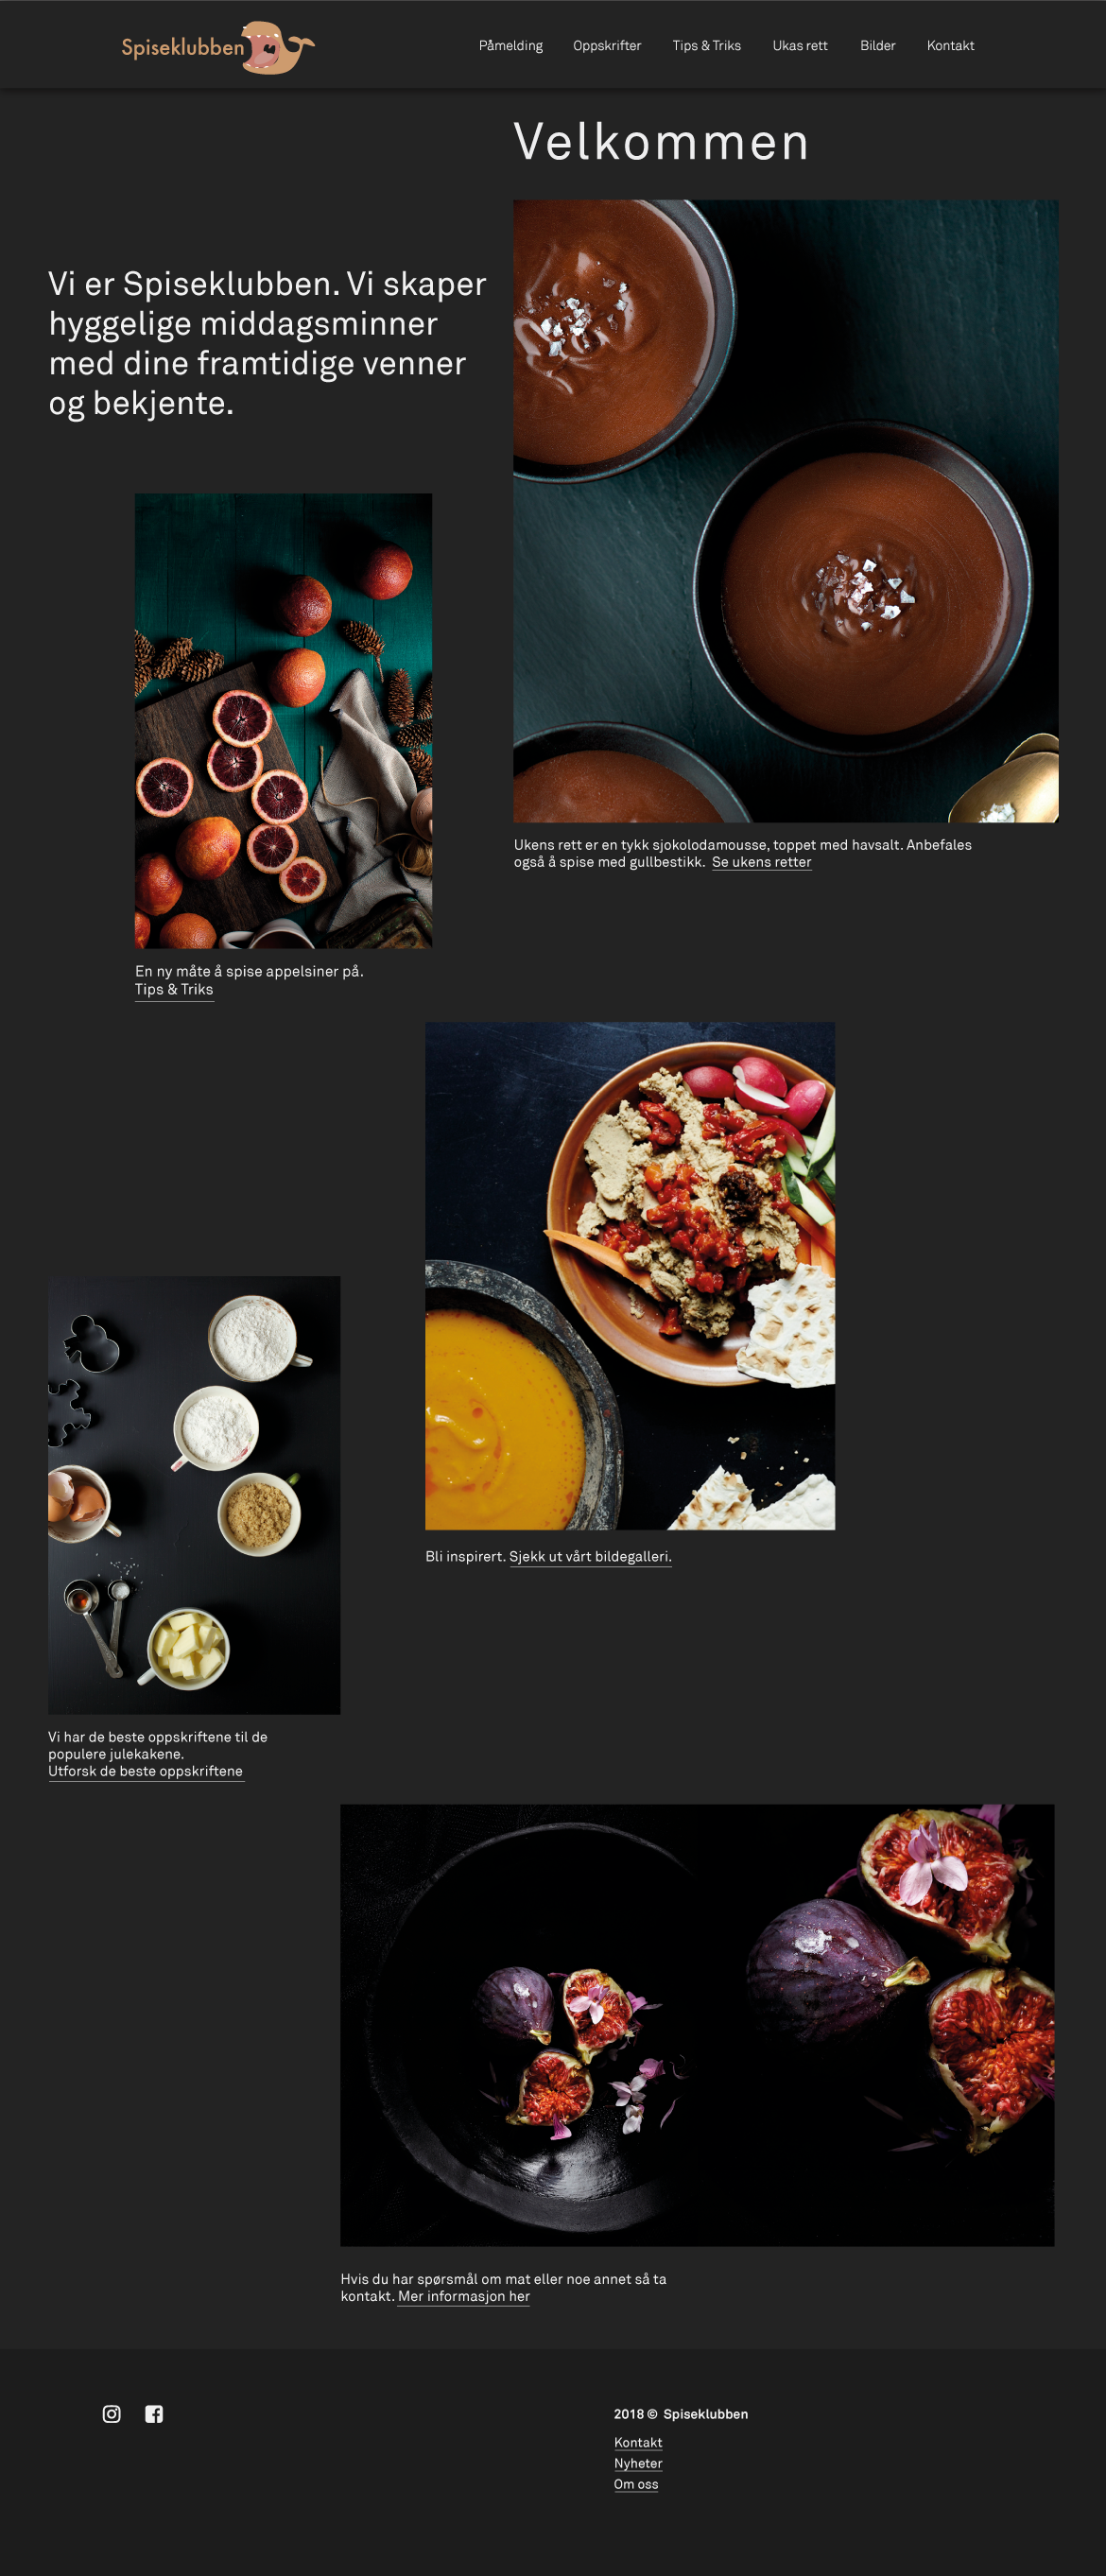 Spiseklubben
Påmelding Oppskrifter Tips & Triks Ukas rett Bilder Kontakt
Velkommen
Vi er Spiseklubben. Vi skaper
hyggelige middagsminner
med dine framtidige venner
og bekjente.
Ukens rett er en tykk sjokolodamousse, toppet med havsalt. Anbefales
også å spise med gullbestikk. Se ukens retter
En ny måte å spise appelsiner på.
Tips & Triks
Bli inspirert. Sjekk ut vårt bildegalleri.
Vi har de beste oppskriftene til de
populere julekakene.
Utforsk de beste oppskriftene
Hvis du har spørsmål om mat eller noe annet så ta
kontakt. Mer informasjon her
2018 © Spiseklubben
Kontakt
Nyheter
Om oss